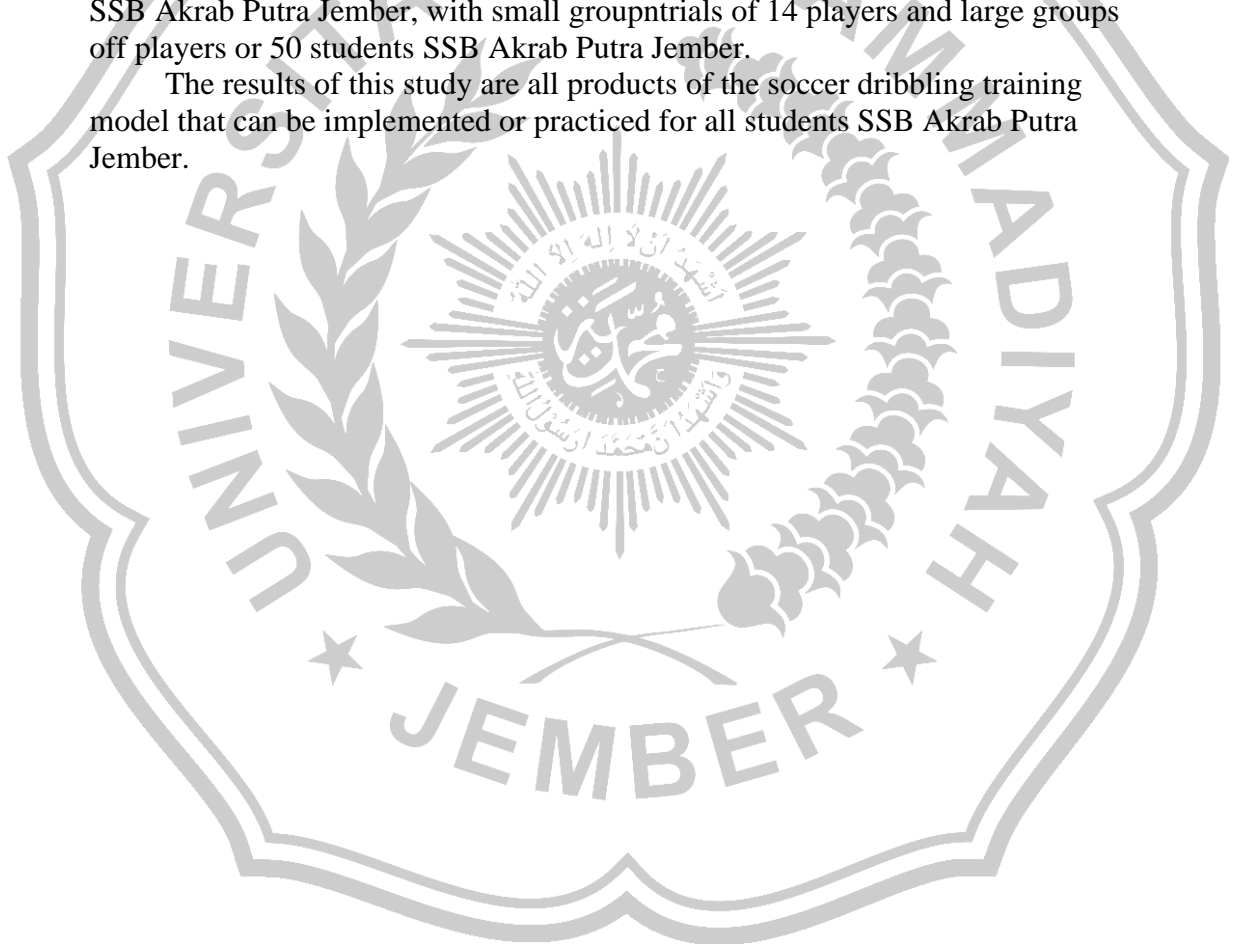 SSB Akrab Putra Jember, with small groupntrials of 14 players and large groups
off players or 50 students SSB Akrab Putra Jember.
The results of this study are all products of the soccer dribbling training
model that can be implemented or practiced for all students SSB Akrab Putra
Jember.
UNIVERSITA
AMMADIYAH
JEMBER